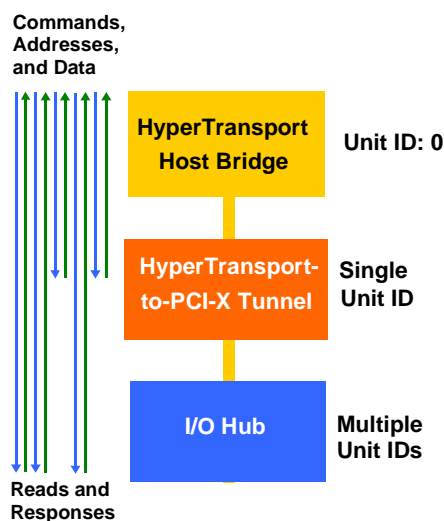 Commands,
Addresses,
and Data
HyperTransport
Host Bridge
Unit ID: 0
HyperTransport-
to-PCI-X Tunnel
Single
Unit ID
I/O Hub
Multiple
Unit IDs
Reads and
Responses